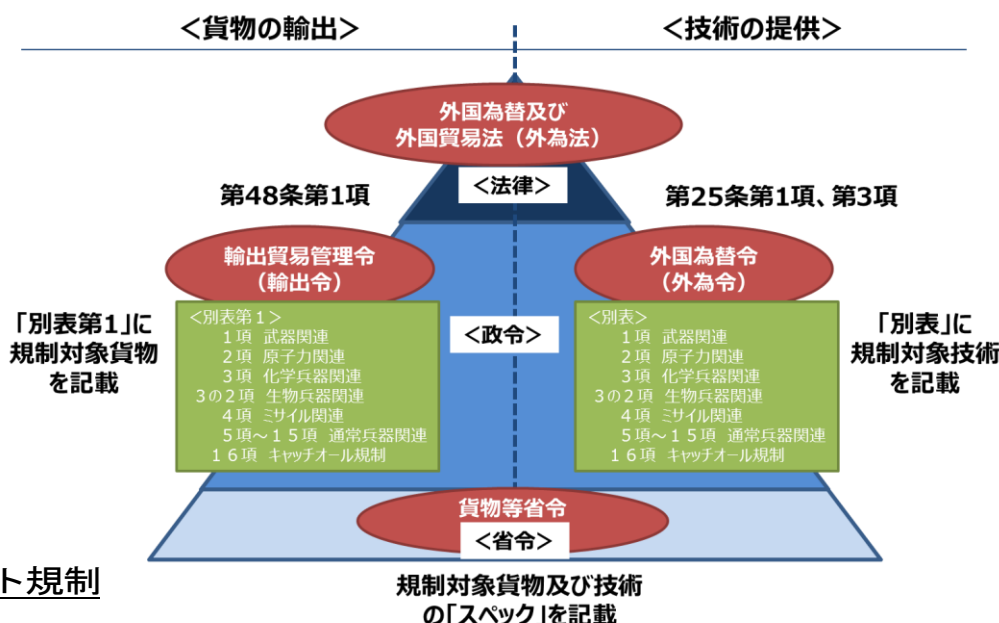 ＜貨物の輸出＞
＜技術の提供＞
外国為替及び
外国貿易法（外為法）
＜法律＞
第48条第1項
第25条第1項、第3項
輸出貿易管理令
（輸出令）
外国為替令
（外為令）
「別表第1」に
規制対象貨物
を記載
＜別表第１＞
１項 武器関連
２項 原子力関連
３項 化学兵器関連
３の２項 生物兵器関連
４項 ミサイル関連
５項～１５項 通常兵器関連
１６項 キャッチオール規制
＜政令＞
＜別表＞
１項 武器関連
２項 原子力関連
３項 化学兵器関連
３の２項 生物兵器関連
４項 ミサイル関連
５項～１５項 通常兵器関連
１６項 キャッチオール規制
「別表」に
規制対象技術
を記載
貨物等省令
＜省令＞
ト規制
規制対象貨物及び技術
の「スペック」を記載